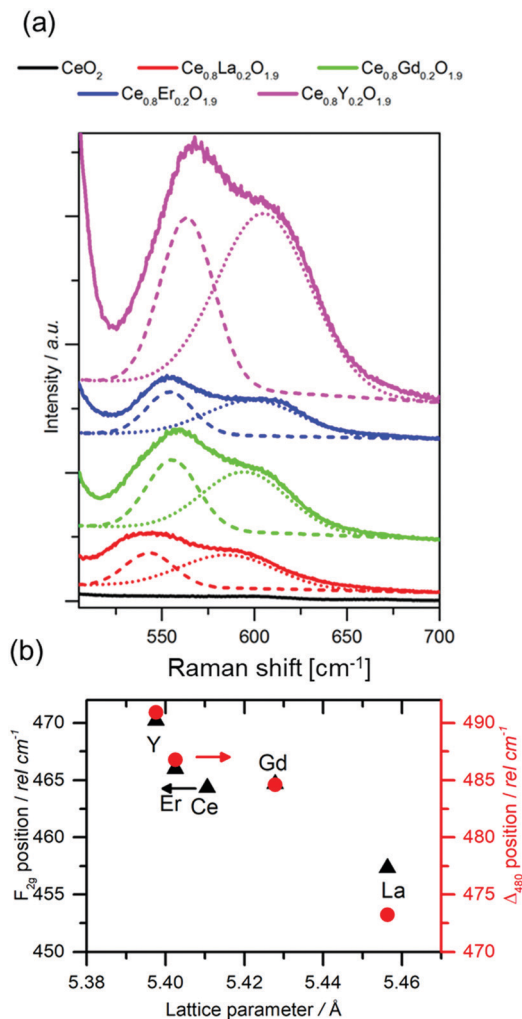 (a)
CeO₂ Ce₀.₈La₀.₂O₁.₉ Ce₀.₈Gd₀.₂O₁.₉
Ce₀.₈Er₀.₂O₁.₉ Ce₀.₈Y₀.₂O₁.₉
Intensity / a.u.
550 600 650 700
Raman shift [cm⁻¹]
(b)
470 490
Y
Gd
465 485
Er Ce
460 480
La
455 475
450 470
5.38 5.40 5.42 5.44 5.46
F₂g position / rel cm⁻¹
Δ₄₈₀ position / rel cm⁻¹
Lattice parameter / Å